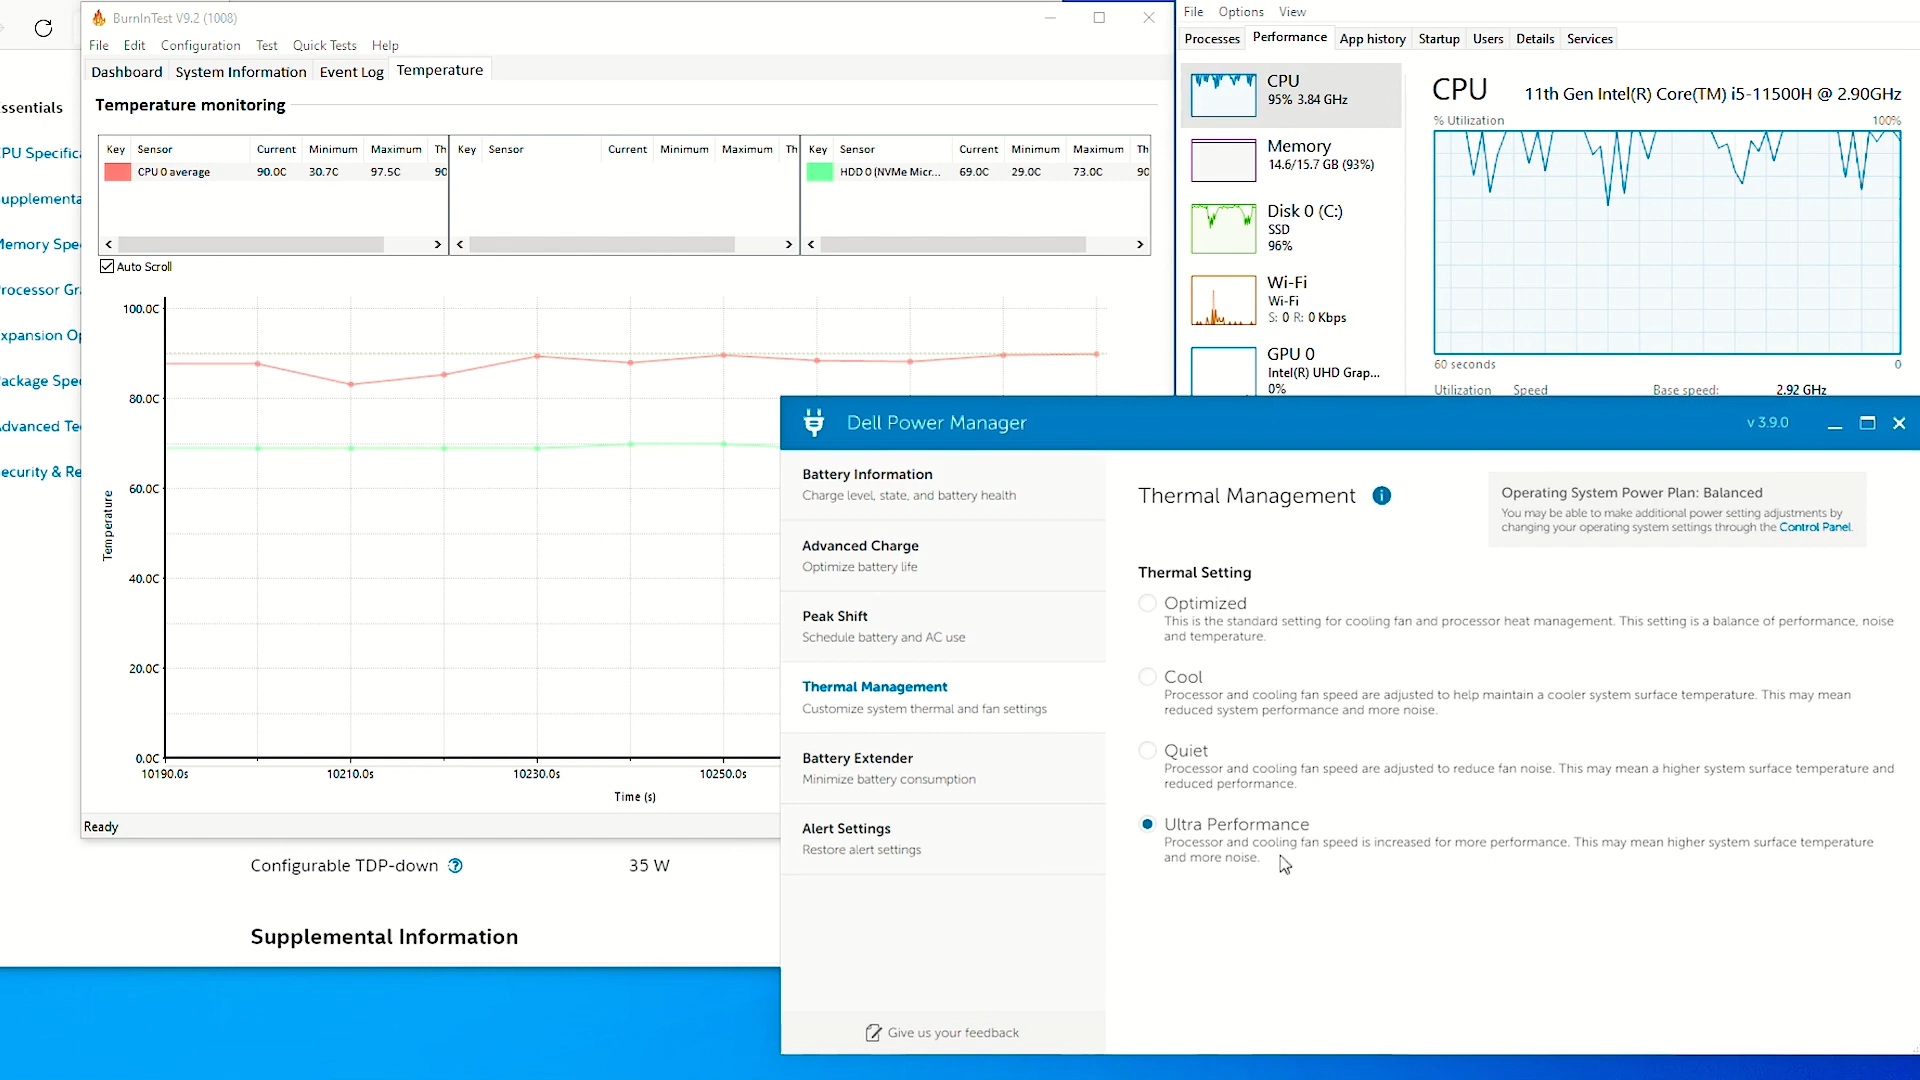 BurnInTest V9.2 (1008)
File Edit Configuration Test Quick Tests Help
Dashboard System Information Event Log Temperature
Temperature monitoring
Key Sensor Current Minimum Maximum Th
CPU 0 average 90.0C 30.7C 97.5C 90
Key Sensor Current Minimum Maximum Th
Key Sensor Current Minimum Maximum Th
HDD 0 (NVMe Micr... 69.0C 29.0C 73.0C 90
Auto Scroll
100.0C
80.0C
60.0C
40.0C
20.0C
0.0C
Temperature
10190.0s 10210.0s 10230.0s 10250.0s
Time (s)
Ready
ssentials
PU Specifica
upplementa
Memory Spe
rocessor Gra
xpansion Op
ackage Spec
dvanced Te
ecurity & Re
Configurable TDP-down ? 35 W
Supplemental Information
File Options View
Processes Performance App history Startup Users Details Services
CPU
95% 3.84 GHz
Memory
14.6/15.7 GB (93%)
Disk 0 (C:)
SSD
96%
Wi-Fi
Wi-Fi
S: 0 R: 0 Kbps
GPU 0
Intel(R) UHD Grap...
0%
CPU 11th Gen Intel(R) Core(TM) i5-11500H @ 2.90GHz
% Utilization 100%
60 seconds 0
Utilization Speed Base speed: 2.92 GHz
Dell Power Manager v 3.9.0
Battery Information
Charge level, state, and battery health
Advanced Charge
Optimize battery life
Peak Shift
Schedule battery and AC use
Thermal Management
Customize system thermal and fan settings
Battery Extender
Minimize battery consumption
Alert Settings
Restore alert settings
Give us your feedback
Thermal Management i
Operating System Power Plan: Balanced
You may be able to make additional power setting adjustments by
changing your operating system settings through the Control Panel.
Thermal Setting
Optimized
This is the standard setting for cooling fan and processor heat management. This setting is a balance of performance, noise
and temperature.
Cool
Processor and cooling fan speed are adjusted to help maintain a cooler system surface temperature. This may mean
reduced system performance and more noise.
Quiet
Processor and cooling fan speed are adjusted to reduce fan noise. This may mean a higher system surface temperature and
reduced performance.
Ultra Performance
Processor and cooling fan speed is increased for more performance. This may mean higher system surface temperature
and more noise.